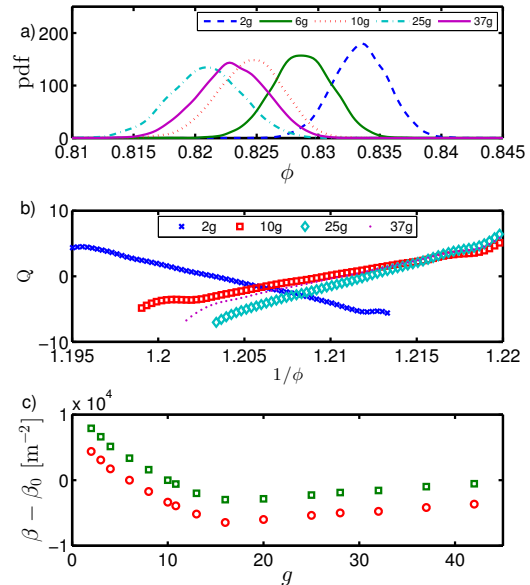 a)
2g 6g 10g 25g 37g
pdf
200
100
0
0.81 0.815 0.82 0.825 0.83 0.835 0.84 0.845
ϕ
b)
2g 10g 25g 37g
Q
10
0
−10
1.195 1.2 1.205 1.21 1.215 1.22
1/ϕ
c)
x 10⁴
β − β₀ [m⁻²]
1
0
−1
0 10 20 30 40
g